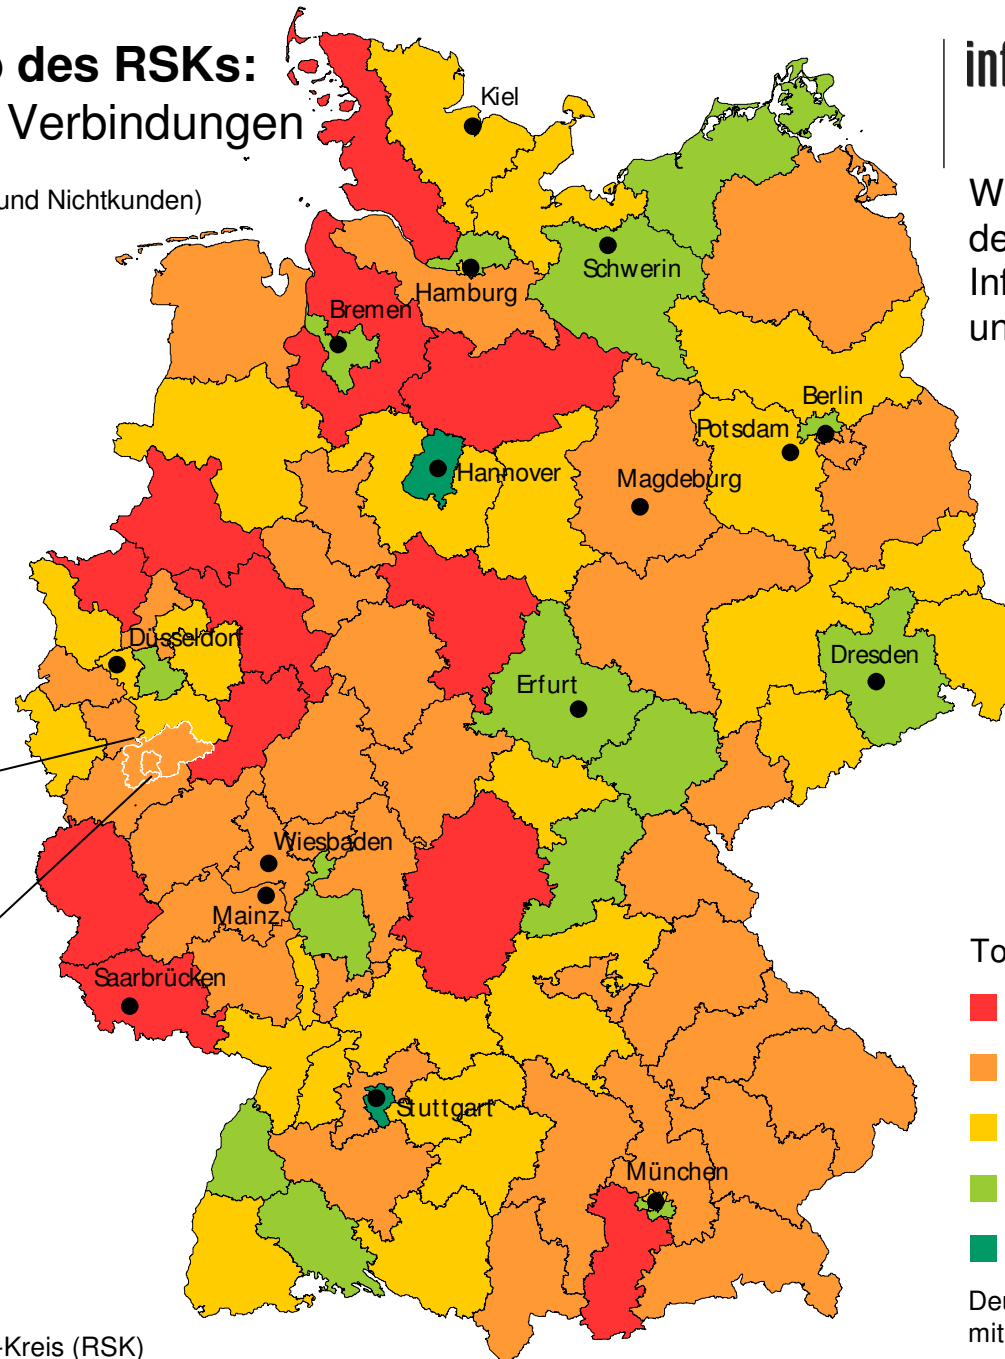 des RSKs:
Verbindungen
und Nichtkunden)
Kiel
Schwerin
Hamburg
Bremen
Berlin
Potsdam
Hannover
Magdeburg
Düsseldorf
Dresden
Erfurt
Wiesbaden
Mainz
Saarbrücken
Stuttgart
München
-Kreis (RSK)
mit